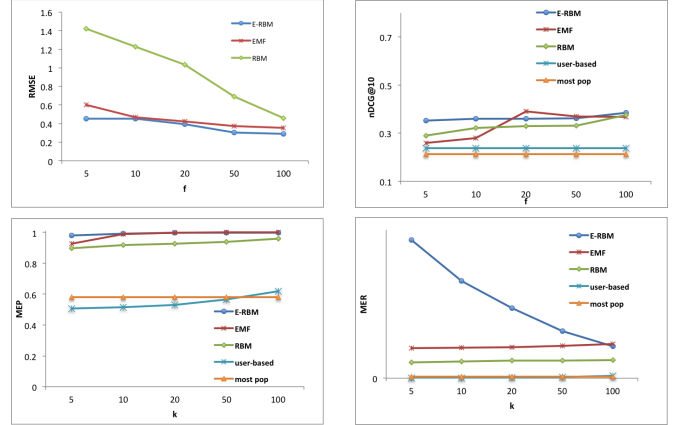 1.6
1.4
1.2
1
0.8
0.6
0.4
0.2
0
RMSE
5 10 20 50 100
f
E-RBM
EMF
RBM
0.7
0.5
0.3
0.1
nDCG@10
5 10 20 50 100
f
E-RBM
EMF
RBM
user-based
most pop
1
0.8
0.6
0.4
0.2
0
MEP
5 10 20 50 100
k
E-RBM
EMF
RBM
user-based
most pop
0
MER
5 10 20 50 100
k
E-RBM
EMF
RBM
user-based
most pop